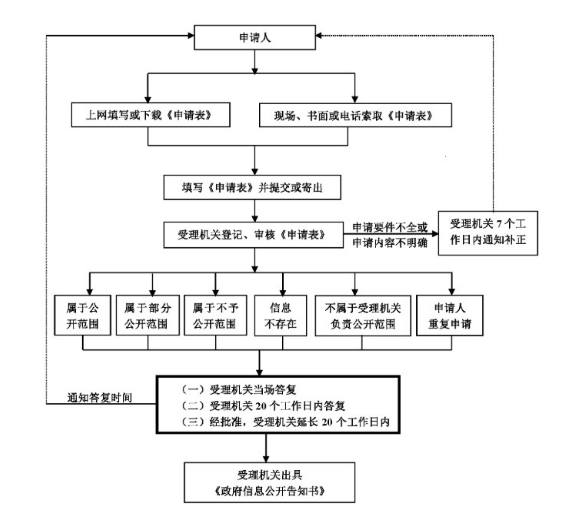 申请人
上网填写或下载《申请表》
现场、书面或电话索取《申请表》
填写《申请表》并提交或寄出
受理机关登记、审核《申请表》
申请要件不全或
申请内容不明确
受理机关 7 个工
作日内通知补正
属于公
开范围
属于部分
公开范围
属于不予
公开范围
信息
不存在
不属于受理机关
负责公开范围
申请人
重复申请
通知答复时间
（一）受理机关当场答复
（二）受理机关 20 个工作日内答复
（三）经批准，受理机关延长 20 个工作日内
受理机关出具
《政府信息公开告知书》